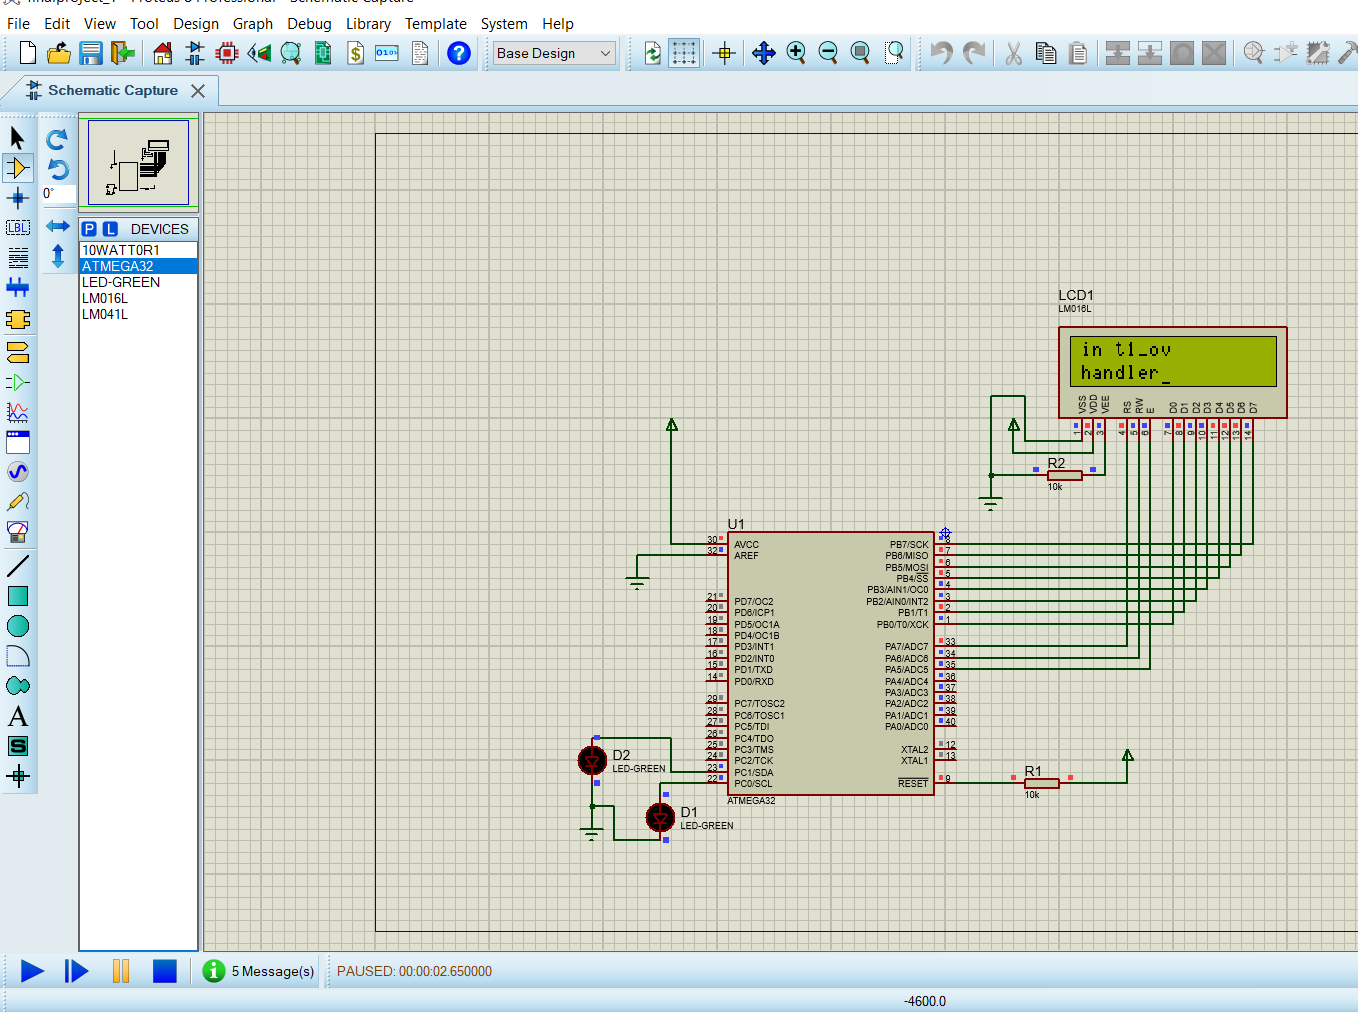 File Edit View Tool Design Graph Debug Library Template System Help
Base Design
Schematic Capture
0°
P L DEVICES
10WATT0R1
ATMEGA32
LED-GREEN
LM016L
LM041L
LCD1
LM016L
in t1_ov
handler_
VSS
VDD
VEE
RS
RW
E
D0
D1
D2
D3
D4
D5
D6
D7
1
2
3
4
5
6
7
8
9
10
11
12
13
14
R2
10k
U1
30 AVCC
32 AREF
21 PD7/OC2
20 PD6/ICP1
19 PD5/OC1A
18 PD4/OC1B
17 PD3/INT1
16 PD2/INT0
15 PD1/TXD
14 PD0/RXD
29 PC7/TOSC2
28 PC6/TOSC1
27 PC5/TDI
26 PC4/TDO
25 PC3/TMS
24 PC2/TCK
23 PC1/SDA
22 PC0/SCL
PB7/SCK 8
PB6/MISO 7
PB5/MOSI 6
PB4/SS 5
PB3/AIN1/OC0 4
PB2/AIN0/INT2 3
PB1/T1 2
PB0/T0/XCK 1
PA7/ADC7 33
PA6/ADC6 34
PA5/ADC5 35
PA4/ADC4 36
PA3/ADC3 37
PA2/ADC2 38
PA1/ADC1 39
PA0/ADC0 40
XTAL2 12
XTAL1 13
RESET 9
ATMEGA32
R1
10k
D2
LED-GREEN
D1
LED-GREEN
LBL
A
S
5 Message(s)
PAUSED: 00:00:02.650000
-4600.0